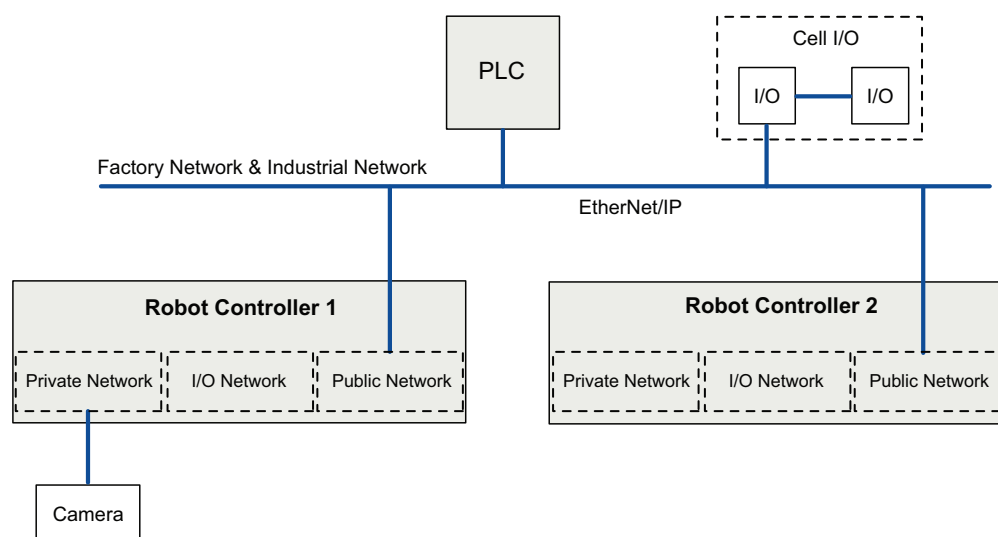 Cell I/O
PLC
I/O I/O
Factory Network & Industrial Network
EtherNet/IP
Robot Controller 1
Private Network I/O Network Public Network
Robot Controller 2
Private Network I/O Network Public Network
Camera